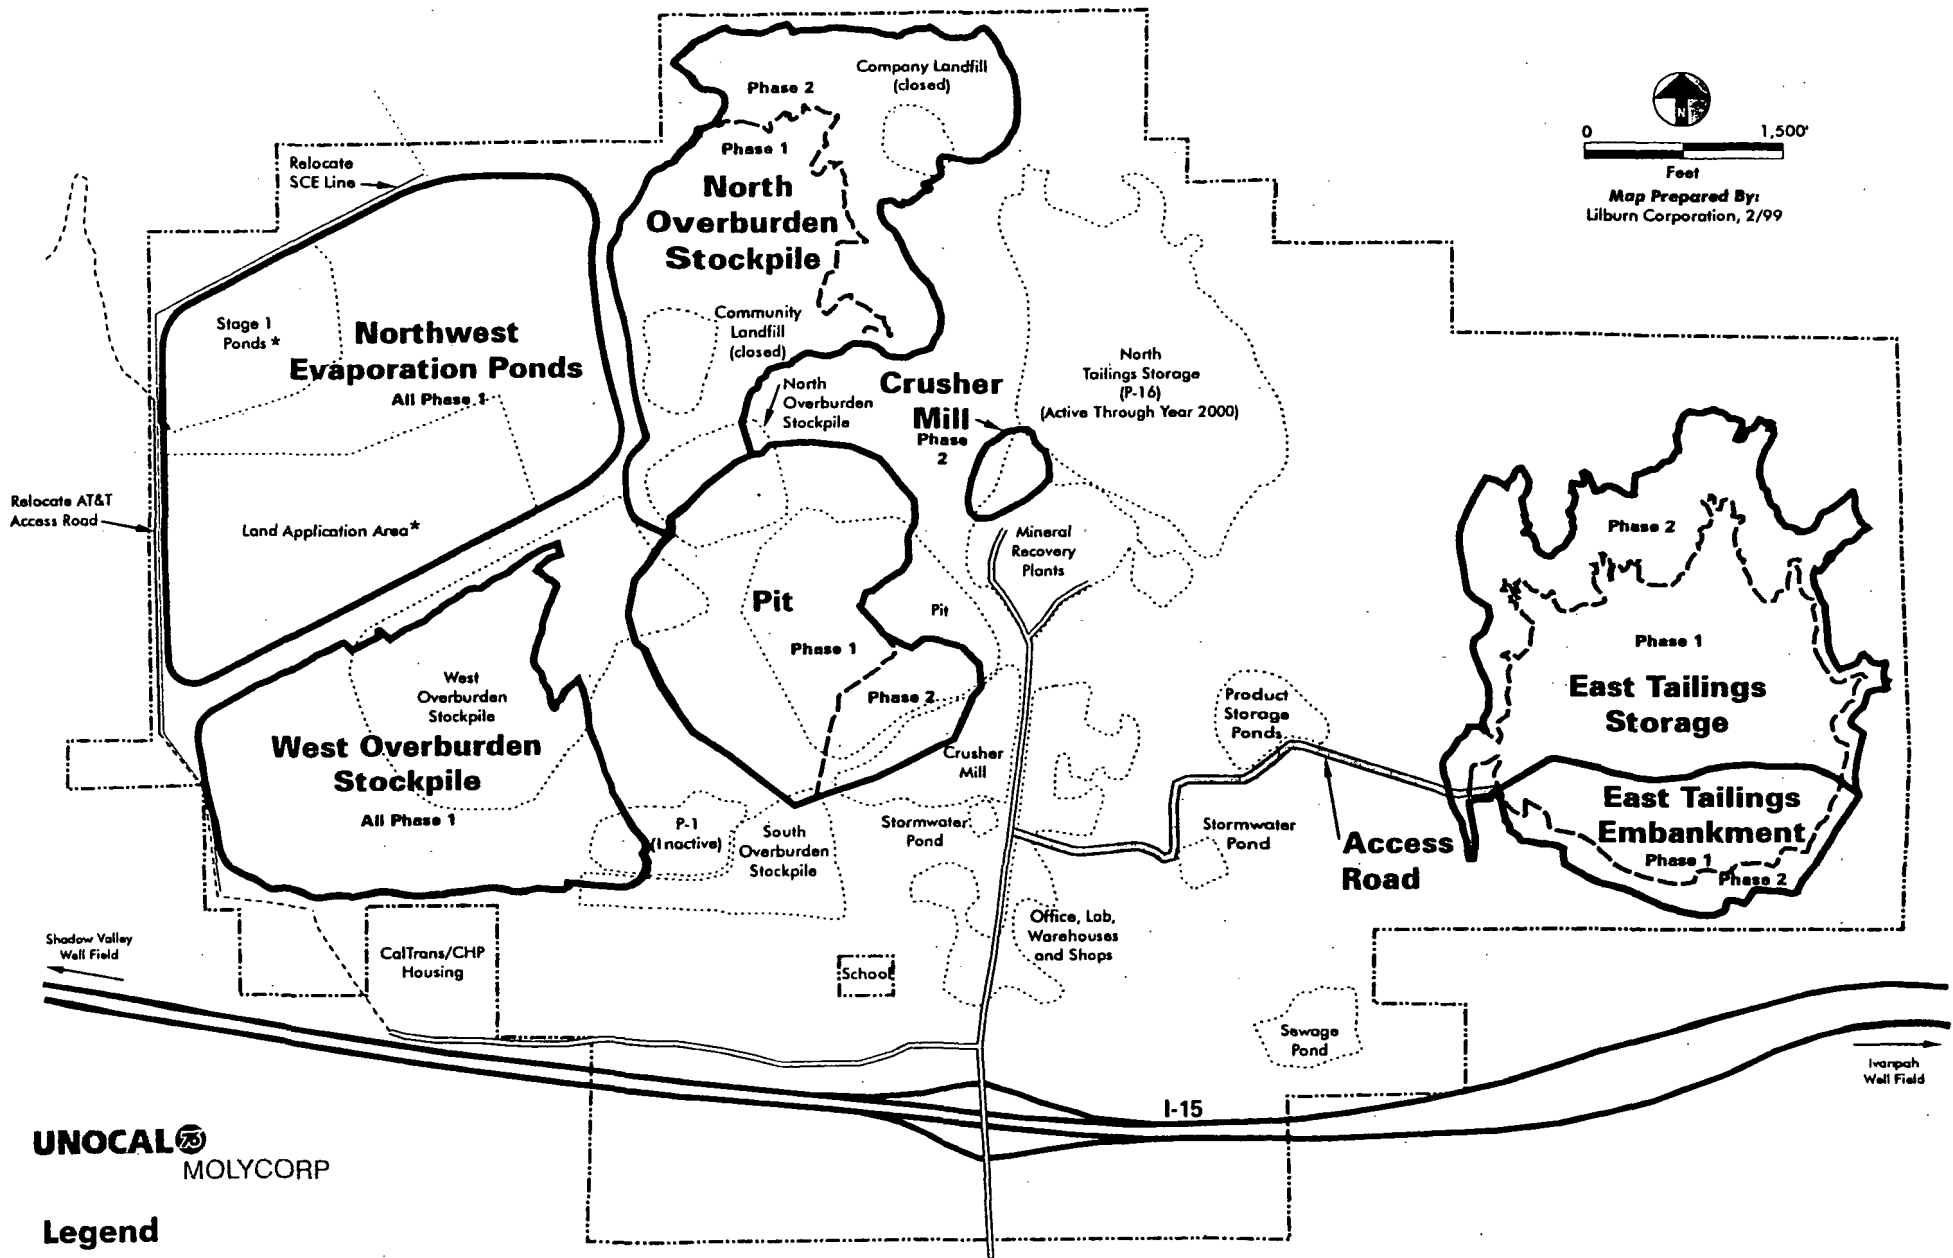 Company Landfill
(closed)
Phase 2
Phase 1
North
Overburden
Stockpile
N
0 1,500'
Feet
Map Prepared By:
Lilburn Corporation, 2/99
Relocate
SCE Line
Stage 1
Ponds *
Northwest
Evaporation Ponds
All Phase 1
Community
Landfill
(closed)
North
Overburden
Stockpile
Crusher
Mill
Phase
2
North
Tailings Storage
(P-16)
(Active Through Year 2000)
Relocate AT&T
Access Road
Land Application Area*
Mineral
Recovery
Plants
Phase 2
Phase 1
East Tailings
Storage
Pit
Phase 1
Pit
Phase 2
West
Overburden
Stockpile
West Overburden
Stockpile
All Phase 1
Crusher
Mill
Product
Storage
Ponds
East Tailings
Embankment
Phase 1
Phase 2
P-1
(Inactive)
South
Overburden
Stockpile
Stormwater
Pond
Stormwater
Pond
Access
Road
Office, Lab,
Warehouses
and Shops
Shadow Valley
Well Field
CalTrans/CHP
Housing
School
Sewage
Pond
Ivanpah
Well Field
I-15
UNOCAL 76
MOLYCORP
Legend